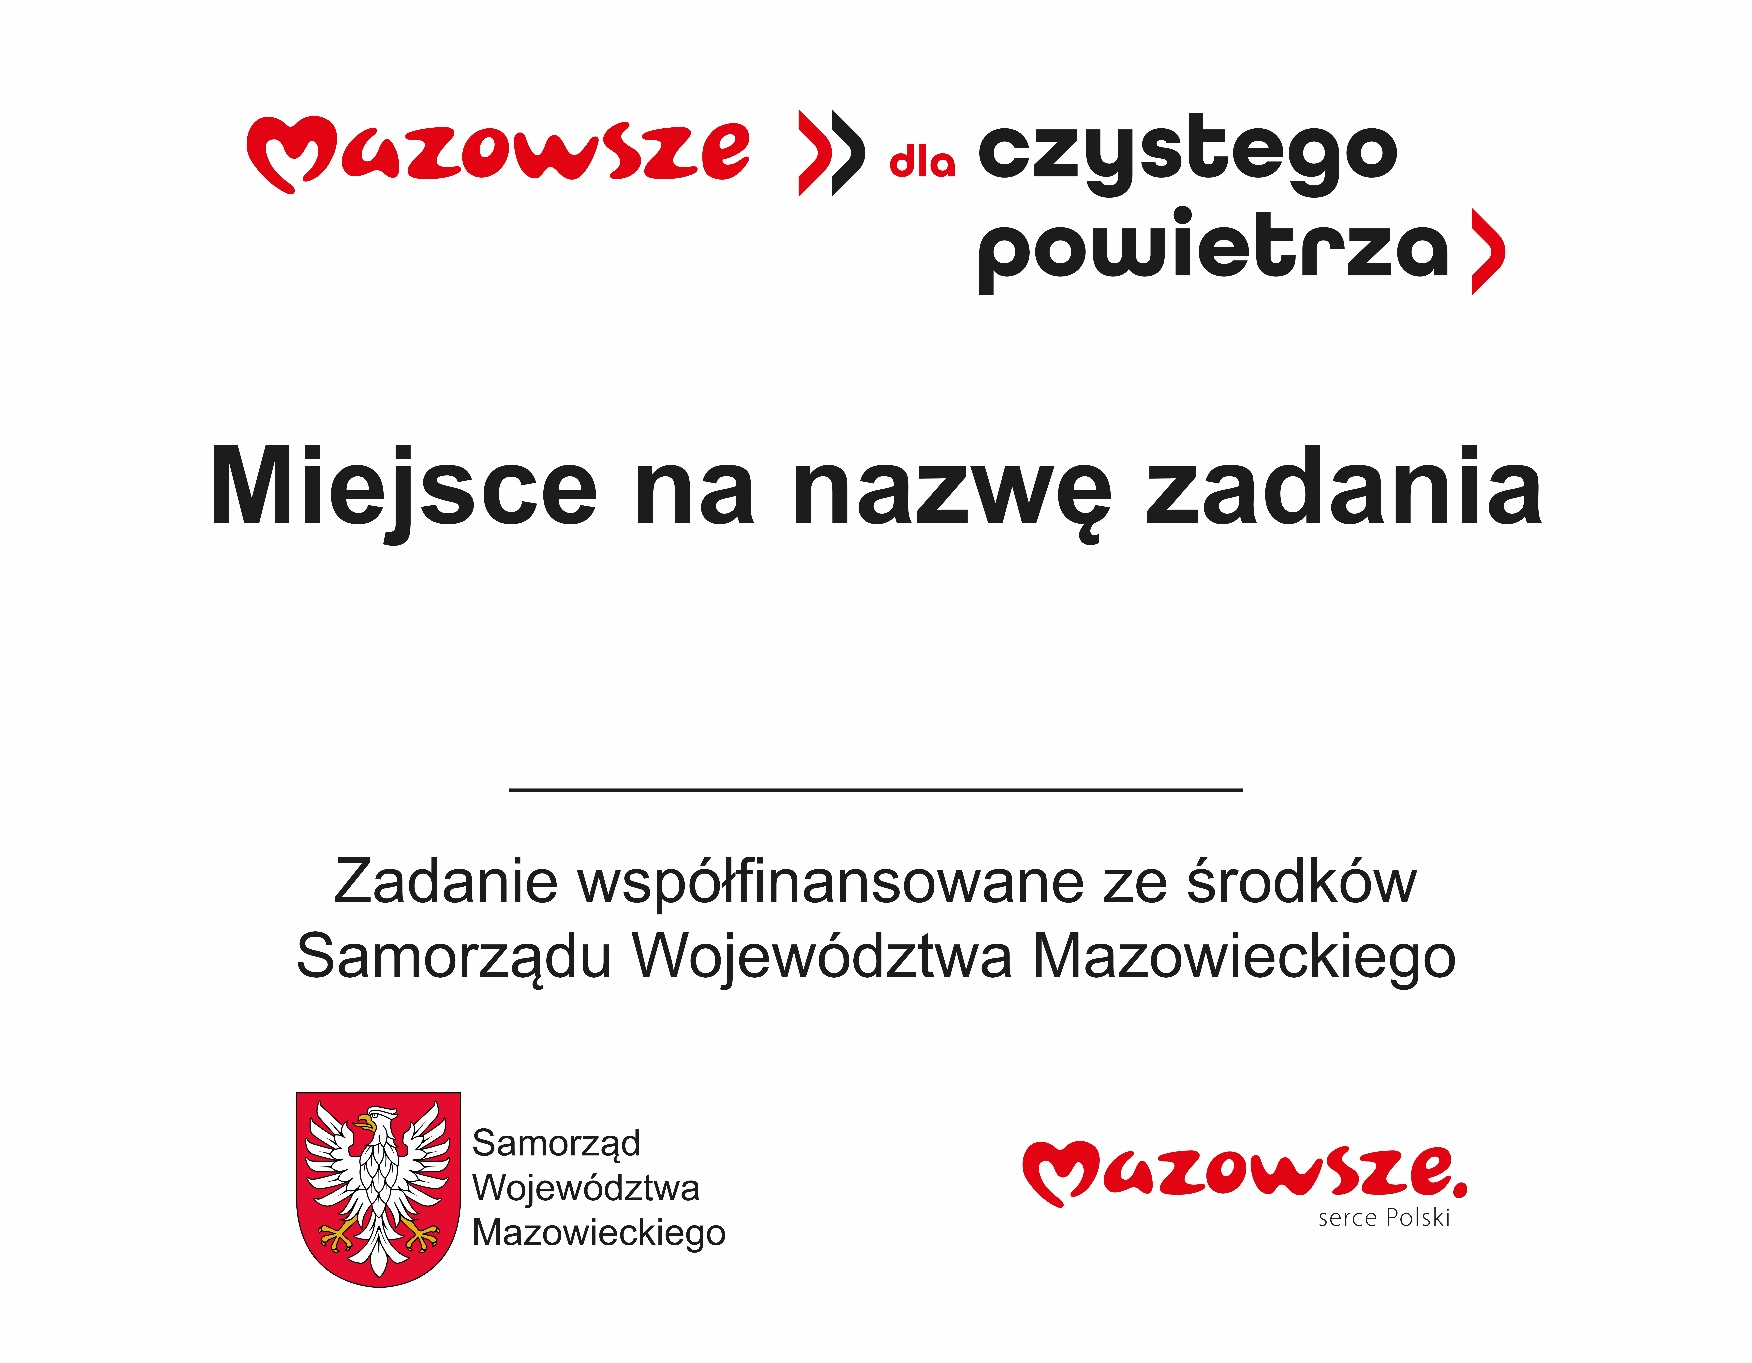 mazowsze dla czystego
powietrza
Miejsce na nazwę zadania
Zadanie współfinansowane ze środków
Samorządu Województwa Mazowieckiego
Samorząd
Województwa
Mazowieckiego
mazowsze.
serce Polski